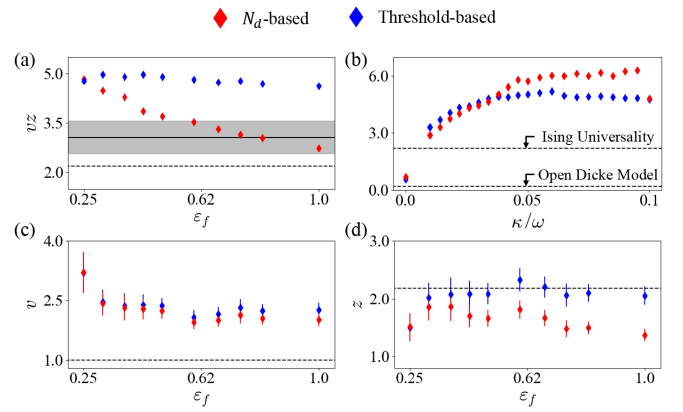 N_d-based Threshold-based
(a)
5.0
3.5
2.0
νz
0.25 0.62 1.0
ε_f
(b)
6.0
3.0
0.0
Ising Universality
Open Dicke Model
0.0 0.05 0.1
κ/ω
(c)
4.0
2.5
1.0
ν
0.25 0.62 1.0
ε_f
(d)
3.0
2.0
1.0
z
0.25 0.62 1.0
ε_f